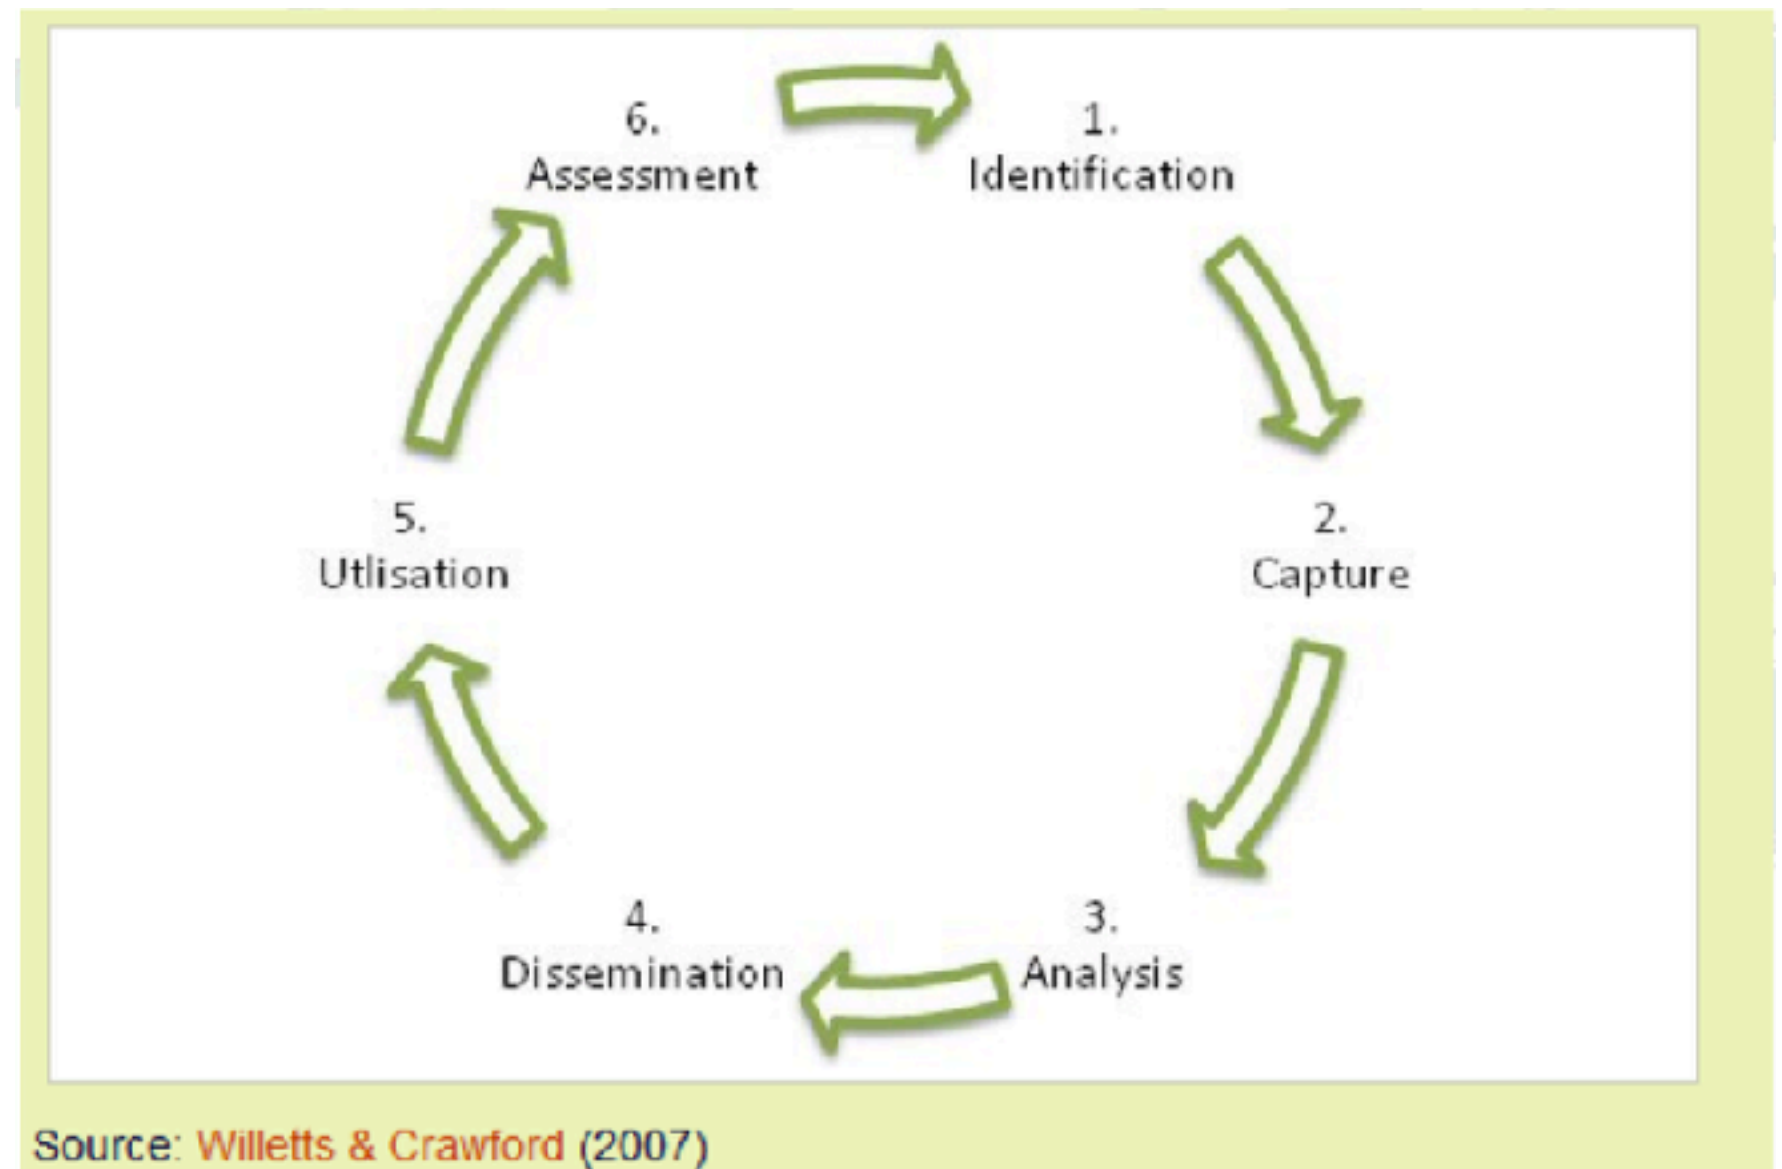 6.
Assessment
1.
Identification
2.
Capture
3.
Analysis
4.
Dissemination
5.
Utlisation
Source: Willetts & Crawford (2007)